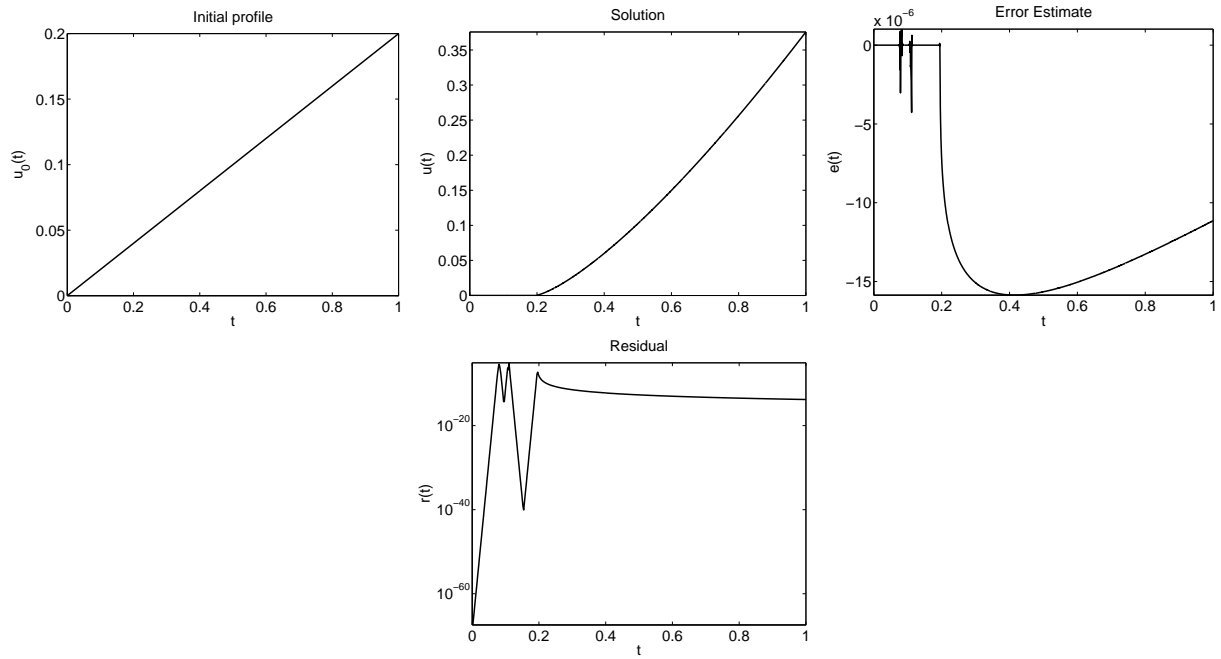 Initial profile
0.2
0.15
0.1
0.05
0
u₀(t)
0 0.2 0.4 0.6 0.8 1
t
Solution
0.35
0.3
0.25
0.2
0.15
0.1
0.05
0
u(t)
0 0.2 0.4 0.6 0.8 1
t
Error Estimate
x 10⁻⁶
0
−5
−10
−15
e(t)
0 0.2 0.4 0.6 0.8 1
t
Residual
10⁻²⁰
10⁻⁴⁰
10⁻⁶⁰
r(t)
0 0.2 0.4 0.6 0.8 1
t